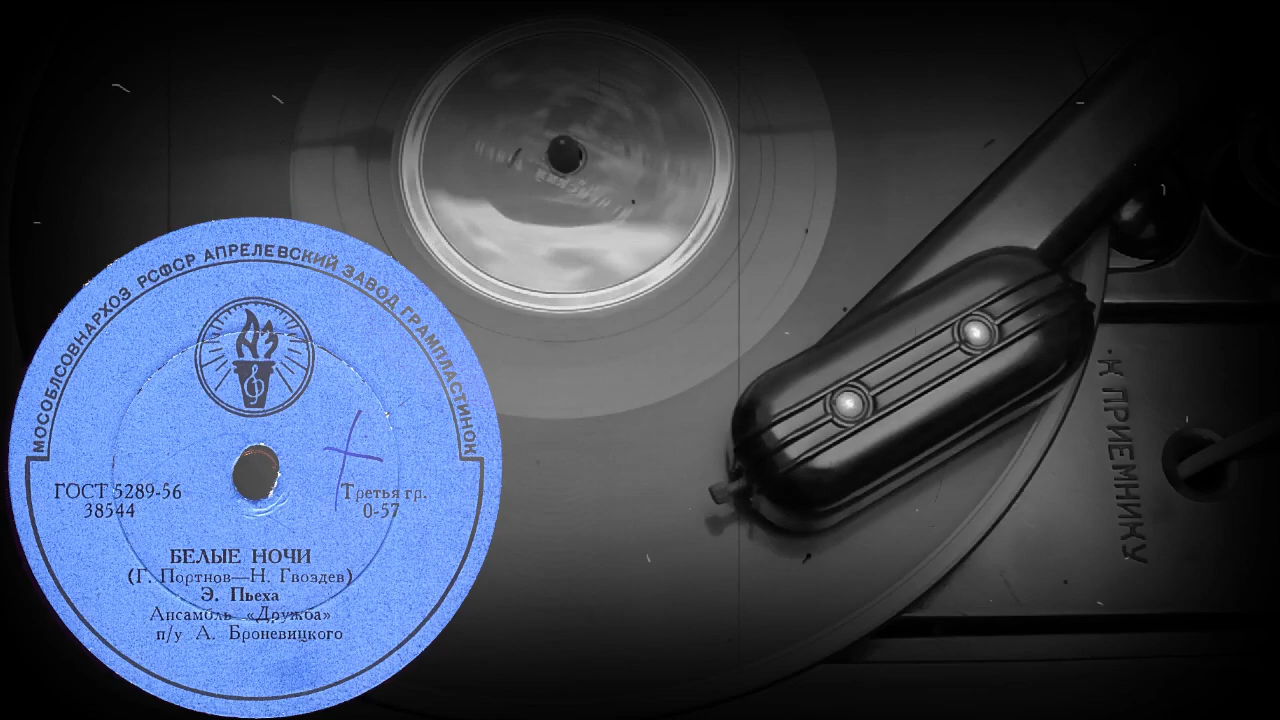 МОСОБЛСОВНАРХОЗ РСФСР АПРЕЛЕВСКИЙ ЗАВОД ГРАМПЛАСТИНОК
ГОСТ 5289-56
38544
Третья гр.
0-57
БЕЛЫЕ НОЧИ
(Г. Портнов—Н. Гвоздев)
Э. Пьеха
Ансамбль «Дружба»
п/у А. Броневицкого
К ПРИЕМНИКУ